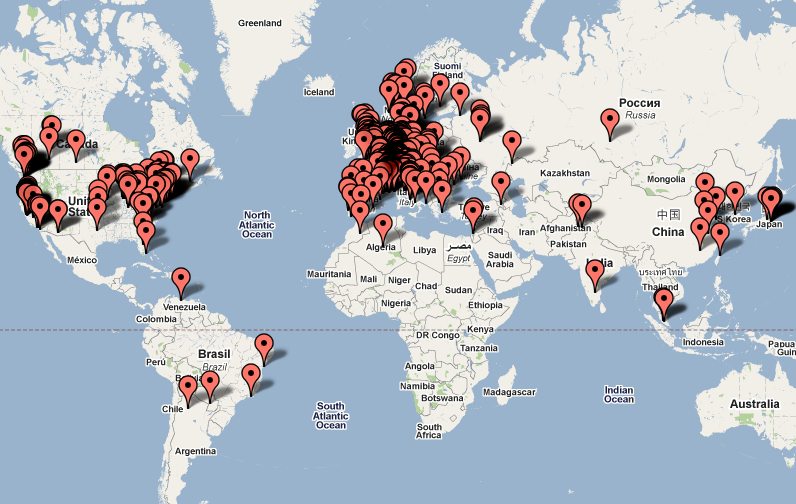 Greenland
Iceland
Suomi
Finland
Россия
Russia
Canada
Kazakhstan
Mongolia
中国
China
S Korea
Japan
North
Atlantic
Ocean
México
Algeria
Libya
مصر
Egypt
Italy
Iraq
Iran
Afghanistan
Pakistan
Saudi
Arabia
India
ประเทศไทย
Thailand
Mauritania
Mali
Niger
Chad
Sudan
Nigeria
Ethiopia
Venezuela
Colombia
DR Congo
Kenya
Tanzania
Indonesia
Papua
Brasil
Brazil
Perú
Angola
Namibia
Botswana
Madagascar
Indian
Ocean
Australia
Chile
South
Atlantic
Ocean
South
Africa
Argentina